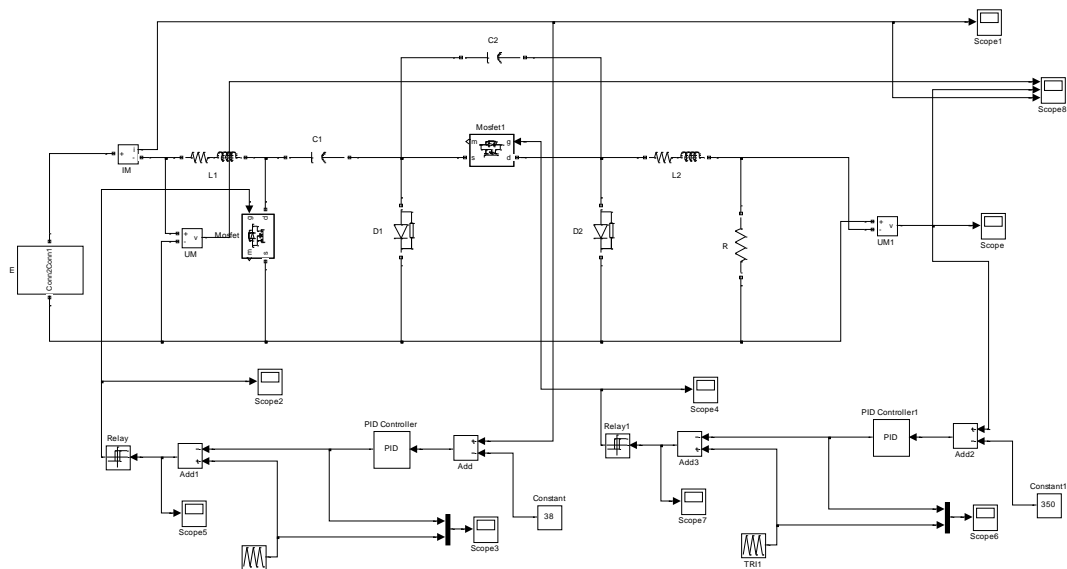 C2
Scope1
Scope8
Mosfet1
m
g
s
d
C1
+
-
i
IM
L1
L2
g
d
m
s
Mosfet
+
-
v
UM
D1
D2
R
+
-
v
UM1
Scope
E
Conn2Conn1
Scope2
Scope4
PID Controller
PID
PID Controller1
PID
Relay
Add1
Add
Relay1
Add3
Add2
Constant
38
Constant1
350
Scope5
Scope3
Scope7
Scope6
TRI1